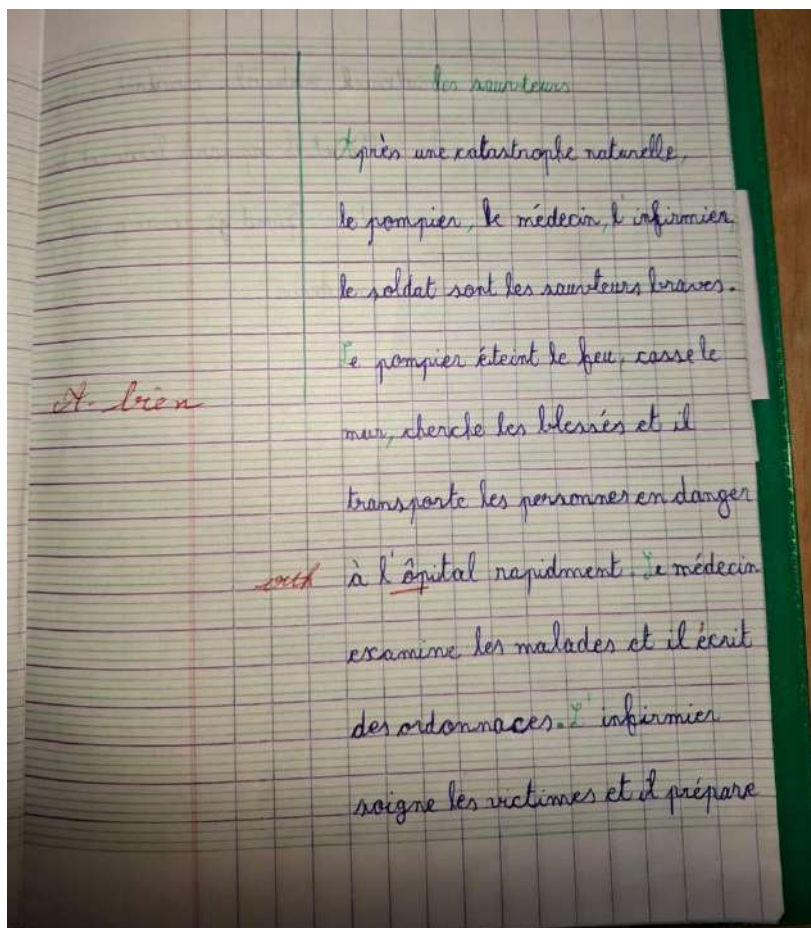 les sauveteurs
Après une catastrophe naturelle,
le pompier, le médecin, l'infirmier
le soldat sont les sauveteurs braves.
Le pompier éteint le feu, casse le
A. bien
mur, cherche les blessés et il
transporte les personnes en danger
orth à l'ôpital rapidment. Le médecin
examine les malades et il écrit
des ordonnaces. L'infirmier
soigne les victimes et il prépare